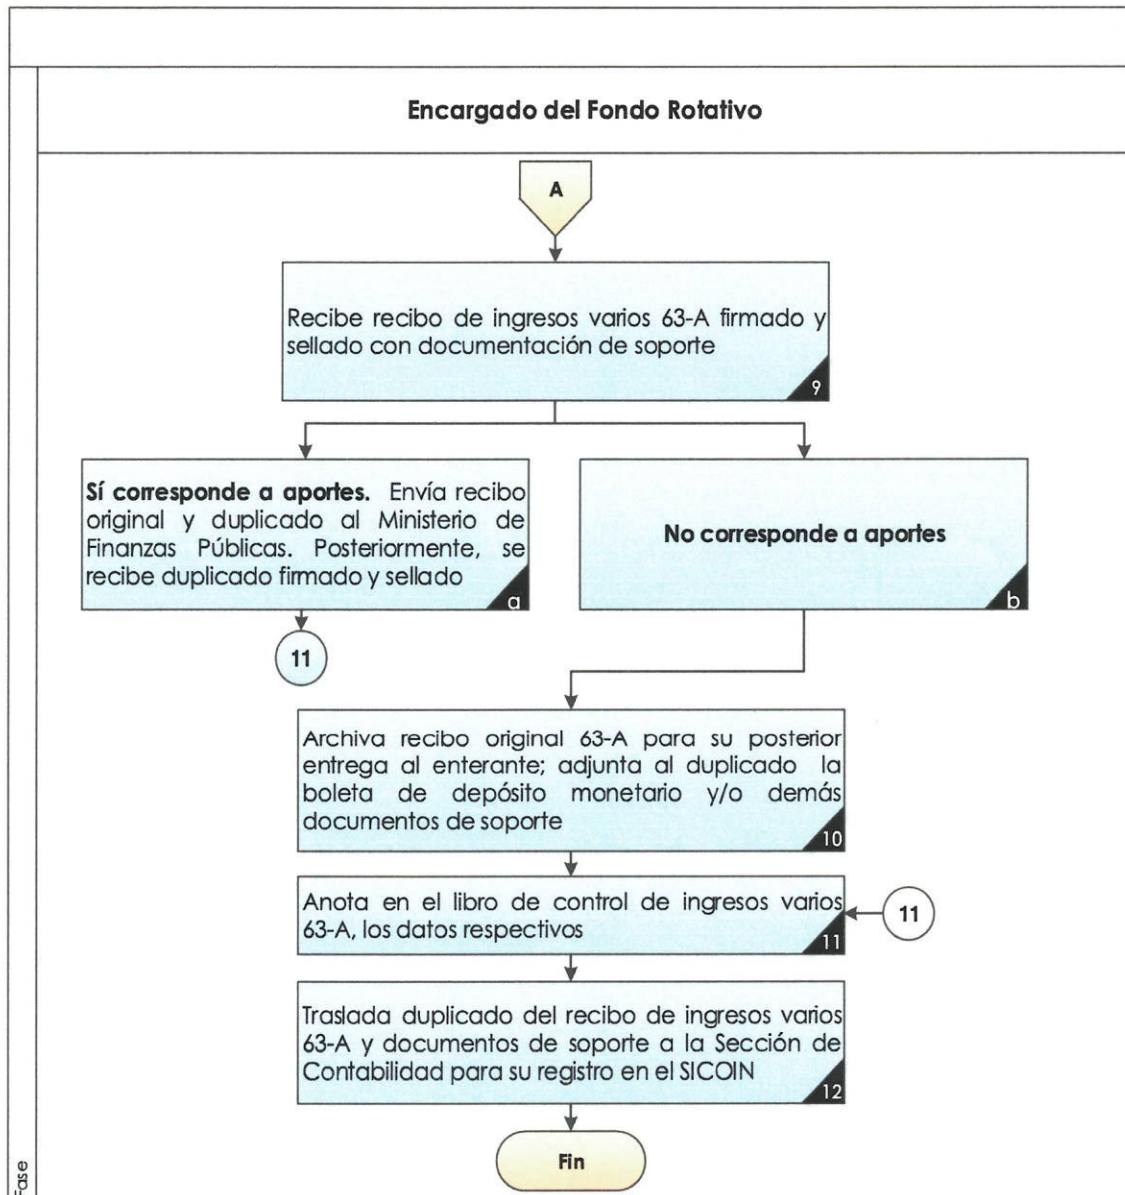 Encargado del Fondo Rotativo
A
Recibe recibo de ingresos varios 63-A firmado y
sellado con documentación de soporte
9
Sí corresponde a aportes. Envía recibo
original y duplicado al Ministerio de
Finanzas Públicas. Posteriormente, se
recibe duplicado firmado y sellado
a
No corresponde a aportes
b
11
Archiva recibo original 63-A para su posterior
entrega al enterante; adjunta al duplicado la
boleta de depósito monetario y/o demás
documentos de soporte
10
Anota en el libro de control de ingresos varios
63-A, los datos respectivos
11
11
Traslada duplicado del recibo de ingresos varios
63-A y documentos de soporte a la Sección de
Contabilidad para su registro en el SICOIN
12
Fin
Fase